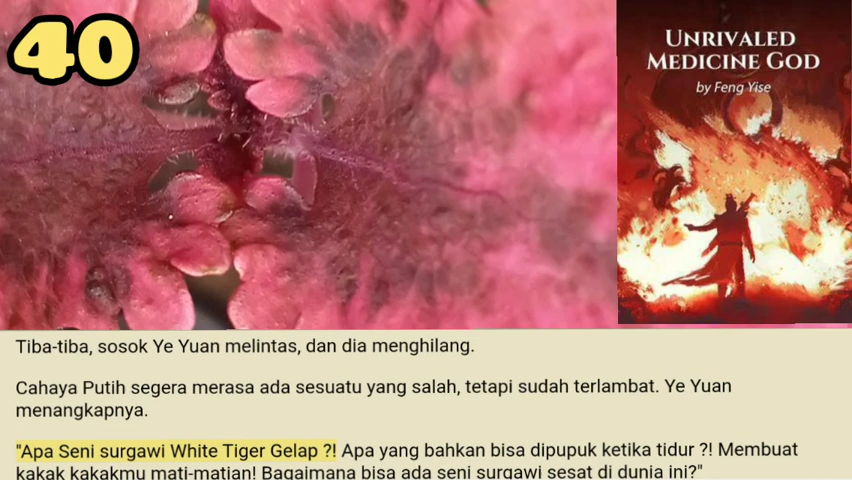 40
UNRIVALED
MEDICINE GOD
by Feng Yise
Tiba-tiba, sosok Ye Yuan melintas, dan dia menghilang.
Cahaya Putih segera merasa ada sesuatu yang salah, tetapi sudah terlambat. Ye Yuan
menangkapnya.
"Apa Seni surgawi White Tiger Gelap ?! Apa yang bahkan bisa dipupuk ketika tidur ?! Membuat
kakak kakakmu mati-matian! Bagaimana bisa ada seni surgawi sesat di dunia ini?"